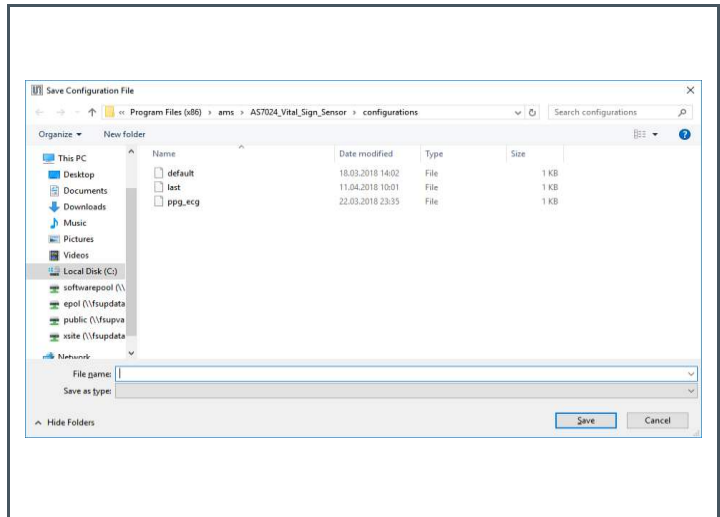 Save Configuration File
« Program Files (x86) › ams › AS7024_Vital_Sign_Sensor › configurations
Search configurations
Organize New folder
Name Date modified Type Size
This PC
Desktop
Documents
Downloads
Music
Pictures
Videos
Local Disk (C:)
softwarepool (\\
epol (\\fsupdata
public (\\fsupva
xsite (\\fsupdata
Network
default 18.03.2018 14:02 File 1 KB
last 11.04.2018 10:01 File 1 KB
ppg_ecg 22.03.2018 23:35 File 1 KB
File name:
Save as type:
Hide Folders
Save Cancel